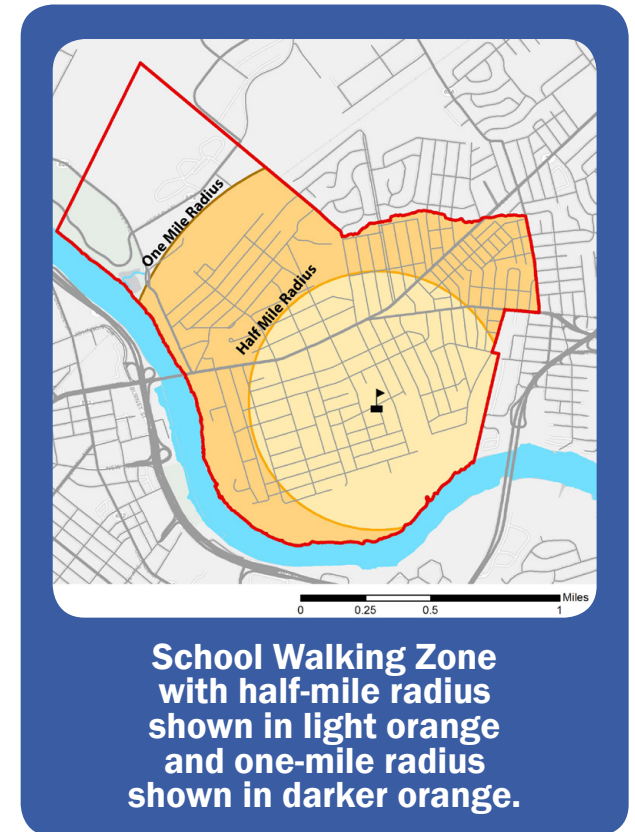 One Mile Radius
Half Mile Radius
Miles
0 0.25 0.5 1
School Walking Zone
with half-mile radius
shown in light orange
and one-mile radius
shown in darker orange.